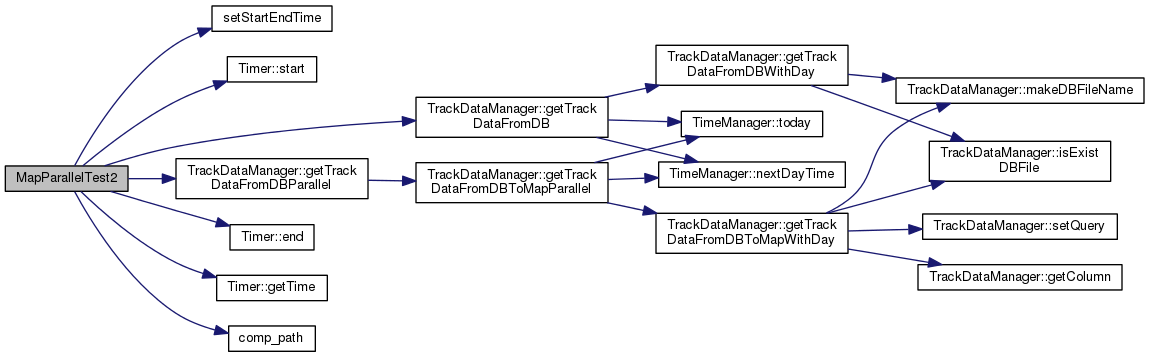 setStartEndTime
Timer::start
TrackDataManager::getTrack
DataFromDBWithDay
TrackDataManager::makeDBFileName
TrackDataManager::getTrack
DataFromDB
TimeManager::today
TrackDataManager::isExist
DBFile
MapParallelTest2
TrackDataManager::getTrack
DataFromDBParallel
TrackDataManager::getTrack
DataFromDBToMapParallel
TimeManager::nextDayTime
Timer::end
TrackDataManager::getTrack
DataFromDBToMapWithDay
TrackDataManager::setQuery
Timer::getTime
TrackDataManager::getColumn
comp_path